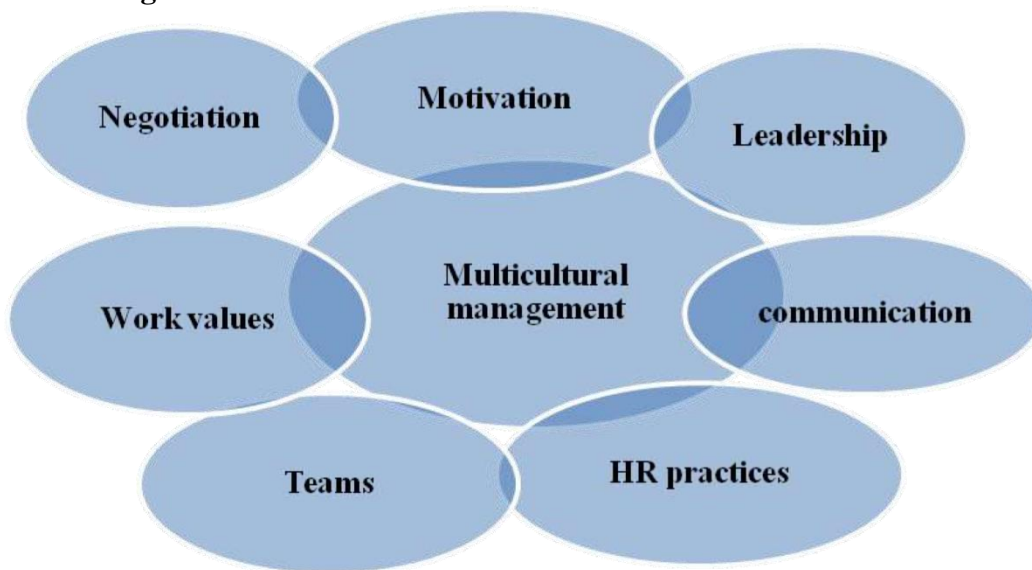 Negotiation
Motivation
Leadership
Multicultural
management
Work values
communication
Teams
HR practices